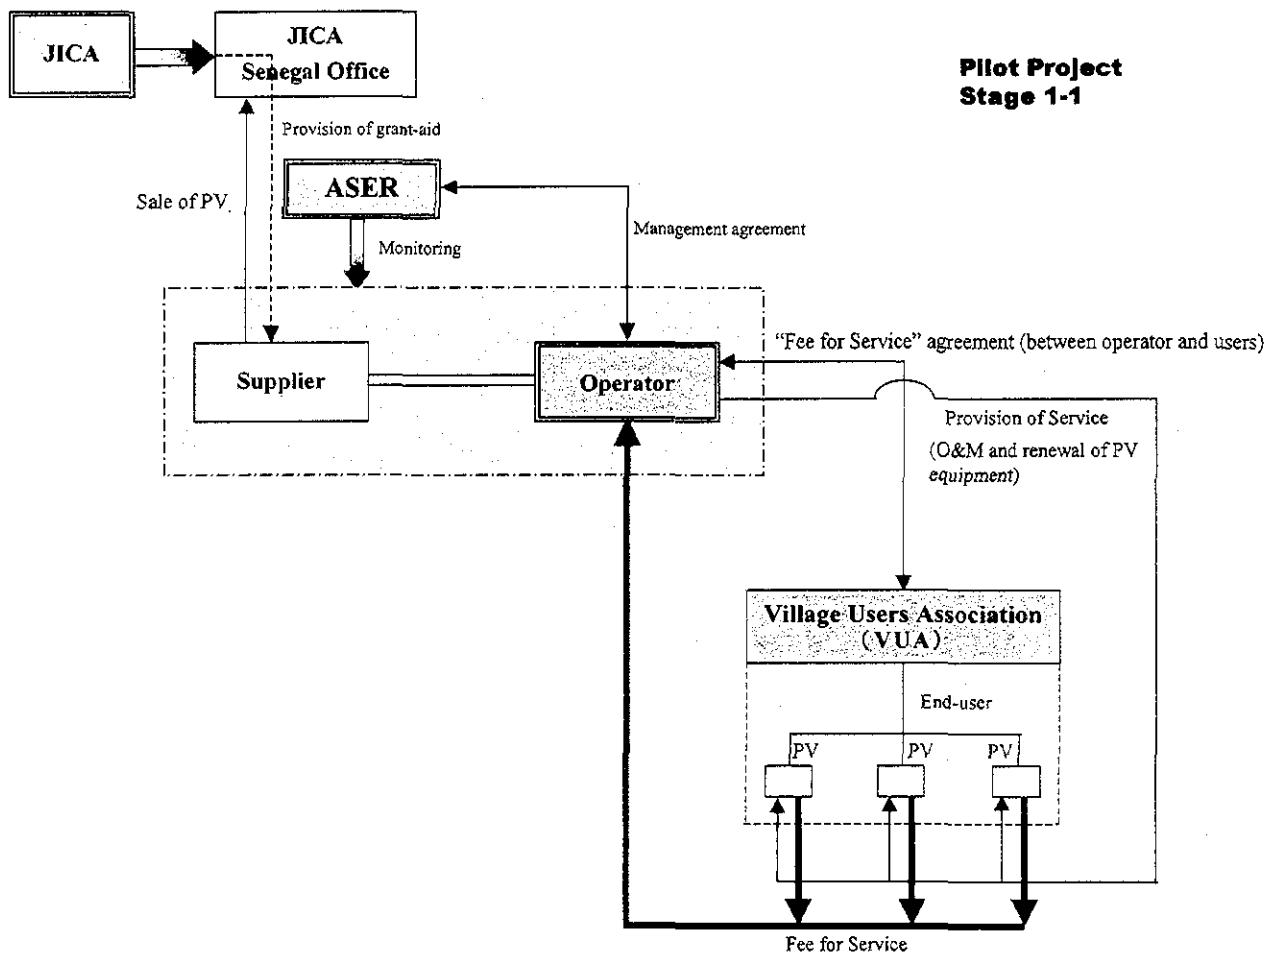 JICA
JICA
Senegal Office
Pilot Project
Stage 1-1
Provision of grant-aid
ASER
Sale of PV
Management agreement
Monitoring
"Fee for Service" agreement (between operator and users)
Supplier
Operator
Provision of Service
(O&M and renewal of PV
equipment)
Village Users Association
(VUA)
End-user
PV
PV
PV
Fee for Service